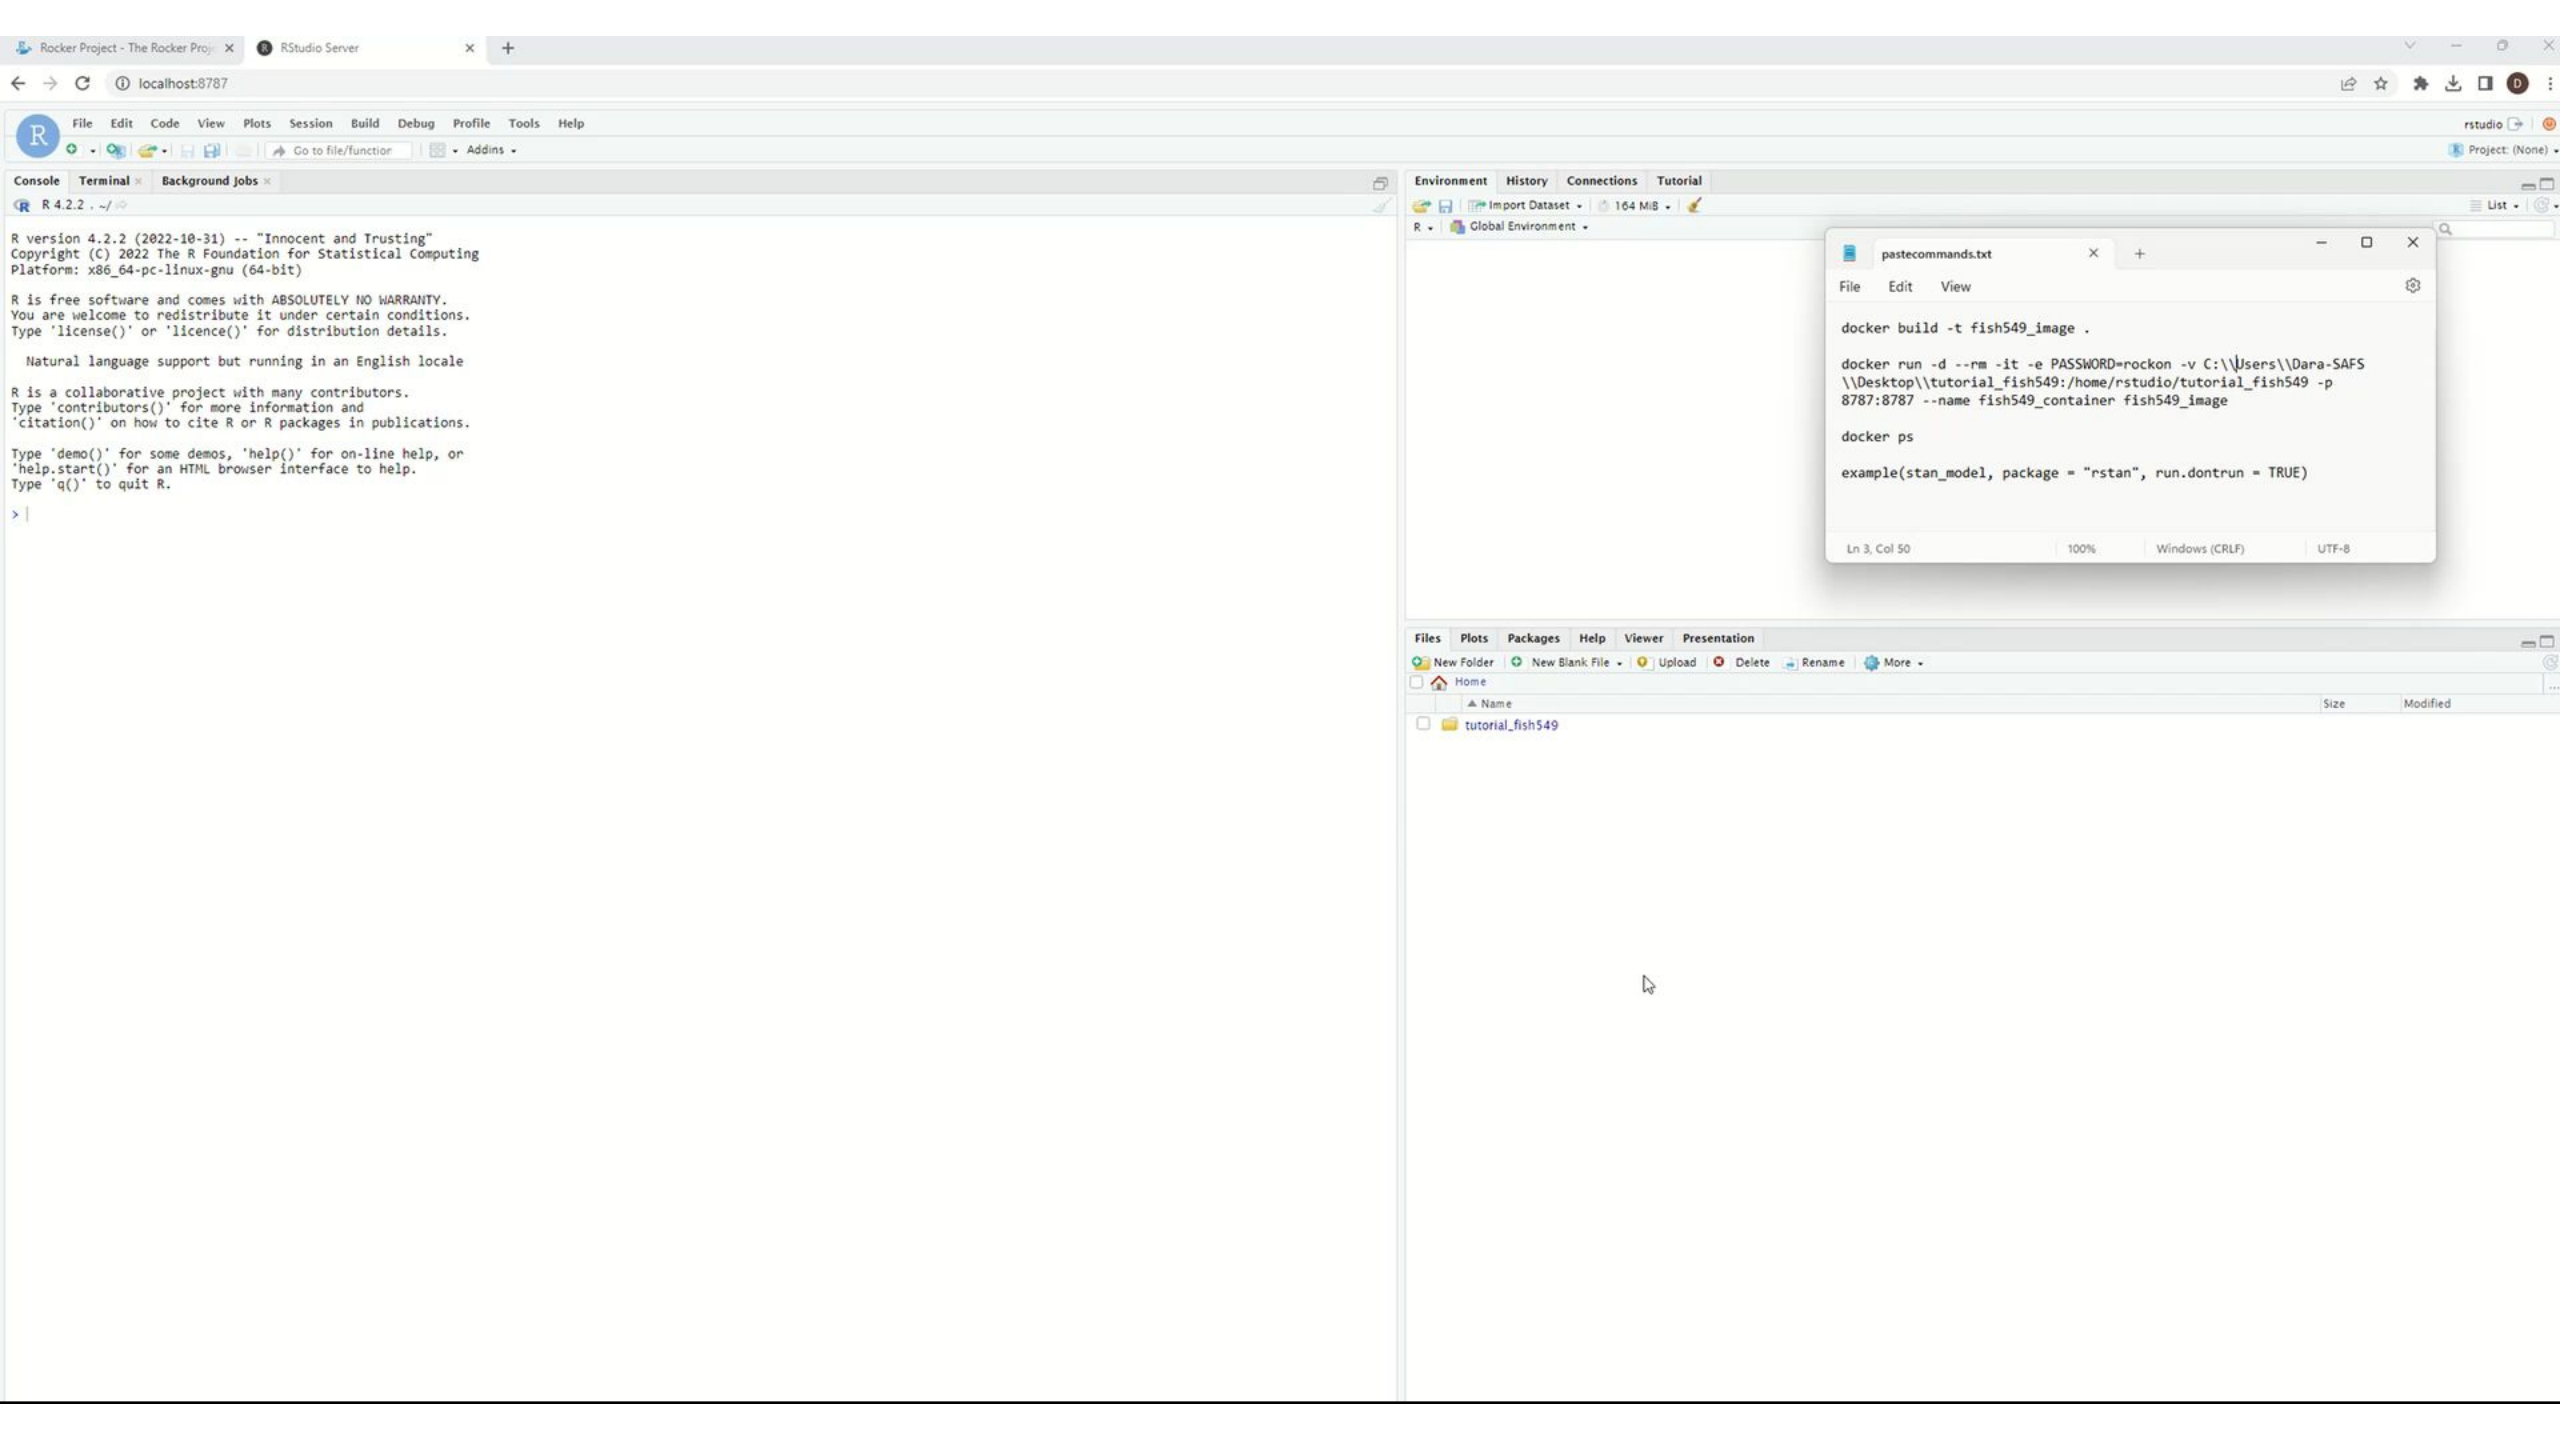 Rocker Project - The Rocker Proj
RStudio Server
localhost:8787
D
R
File Edit Code View Plots Session Build Debug Profile Tools Help
rstudio
Go to file/function
Addins
Project: (None)
Console Terminal Background Jobs
R 4.2.2 . ~/
R version 4.2.2 (2022-10-31) -- "Innocent and Trusting"
Copyright (C) 2022 The R Foundation for Statistical Computing
Platform: x86_64-pc-linux-gnu (64-bit)
R is free software and comes with ABSOLUTELY NO WARRANTY.
You are welcome to redistribute it under certain conditions.
Type 'license()' or 'licence()' for distribution details.
Natural language support but running in an English locale
R is a collaborative project with many contributors.
Type 'contributors()' for more information and
'citation()' on how to cite R or R packages in publications.
Type 'demo()' for some demos, 'help()' for on-line help, or
'help.start()' for an HTML browser interface to help.
Type 'q()' to quit R.
>
Environment History Connections Tutorial
Import Dataset 164 MiB List
R Global Environment
pastecommands.txt
File Edit View
docker build -t fish549_image .
docker run -d --rm -it -e PASSWORD=rockon -v C:\\Users\\Dara-SAFS
\\Desktop\\tutorial_fish549:/home/rstudio/tutorial_fish549 -p
8787:8787 --name fish549_container fish549_image
docker ps
example(stan_model, package = "rstan", run.dontrun = TRUE)
Ln 3, Col 50 100% Windows (CRLF) UTF-8
Files Plots Packages Help Viewer Presentation
New Folder New Blank File Upload Delete Rename More
Home
Name Size Modified
tutorial_fish549